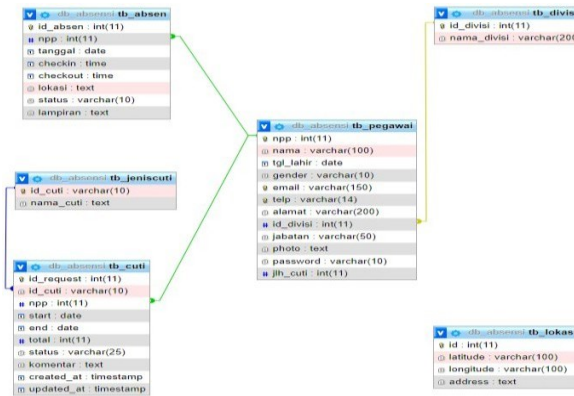 db_absensi tb_absen
id_absen : int(11)
npp : int(11)
tanggal : date
checkin : time
checkout : time
lokasi : text
status : varchar(10)
lampiran : text
db_absensi tb_jeniscuti
id_cuti : varchar(10)
nama_cuti : text
db_absensi tb_cuti
id_request : int(11)
id_cuti : varchar(10)
npp : int(11)
start : date
end : date
total : int(11)
status : varchar(25)
komentar : text
created_at : timestamp
updated_at : timestamp
db_absensi tb_pegawai
npp : int(11)
nama : varchar(100)
tgl_lahir : date
gender : varchar(10)
email : varchar(150)
telp : varchar(14)
alamat : varchar(200)
id_divisi : int(11)
jabatan : varchar(50)
photo : text
password : varchar(10)
jlh_cuti : int(11)
db_absensi tb_divisi
id_divisi : int(11)
nama_divisi : varchar(200
db_absensi tb_lokas
id : int(11)
latitude : varchar(100)
longitude : varchar(100)
address : text